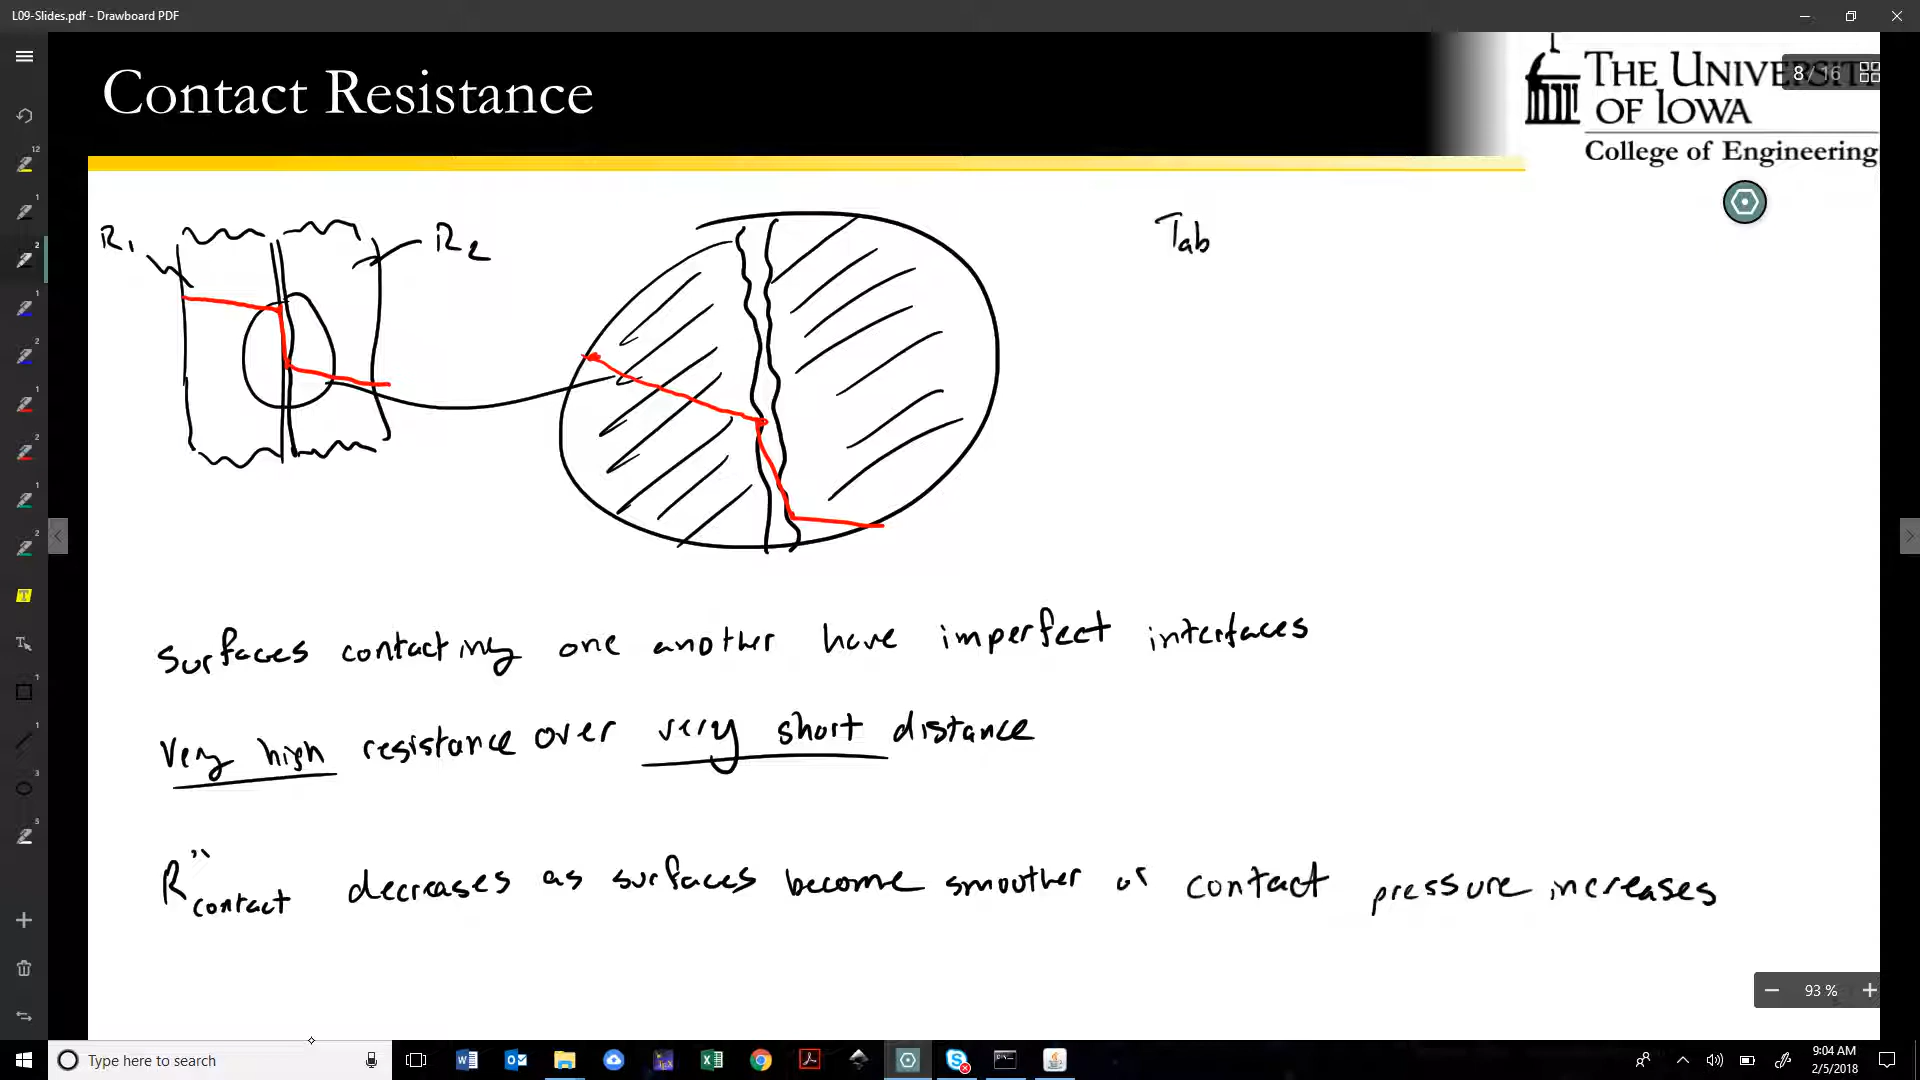 L09-Slides.pdf - Drawboard PDF
Contact Resistance
THE UNIVERSIT
OF IOWA
College of Engineering
8 / 16
R1
R2
Tab
surfaces contacting one another have imperfect interfaces
Very high resistance over very short distance
R"contact decreases as surfaces become smoother or contact pressure increases
93 %
Type here to search
9:04 AM
2/5/2018